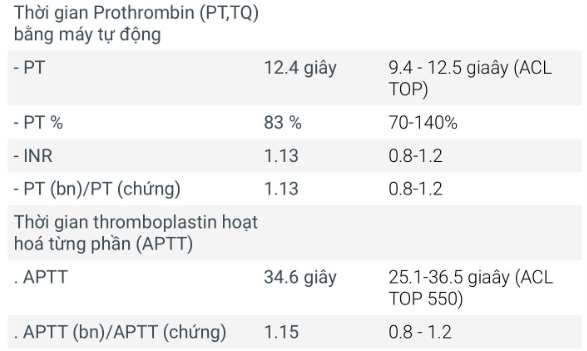 Thời gian Prothrombin (PT,TQ)
bằng máy tự động
- PT 12.4 giây 9.4 - 12.5 giaây (ACL
TOP)
- PT % 83 % 70-140%
- INR 1.13 0.8-1.2
- PT (bn)/PT (chứng) 1.13 0.8-1.2
Thời gian thromboplastin hoạt
hoá từng phần (APTT)
. APTT 34.6 giây 25.1-36.5 giaây (ACL
TOP 550)
. APTT (bn)/APTT (chứng) 1.15 0.8 - 1.2